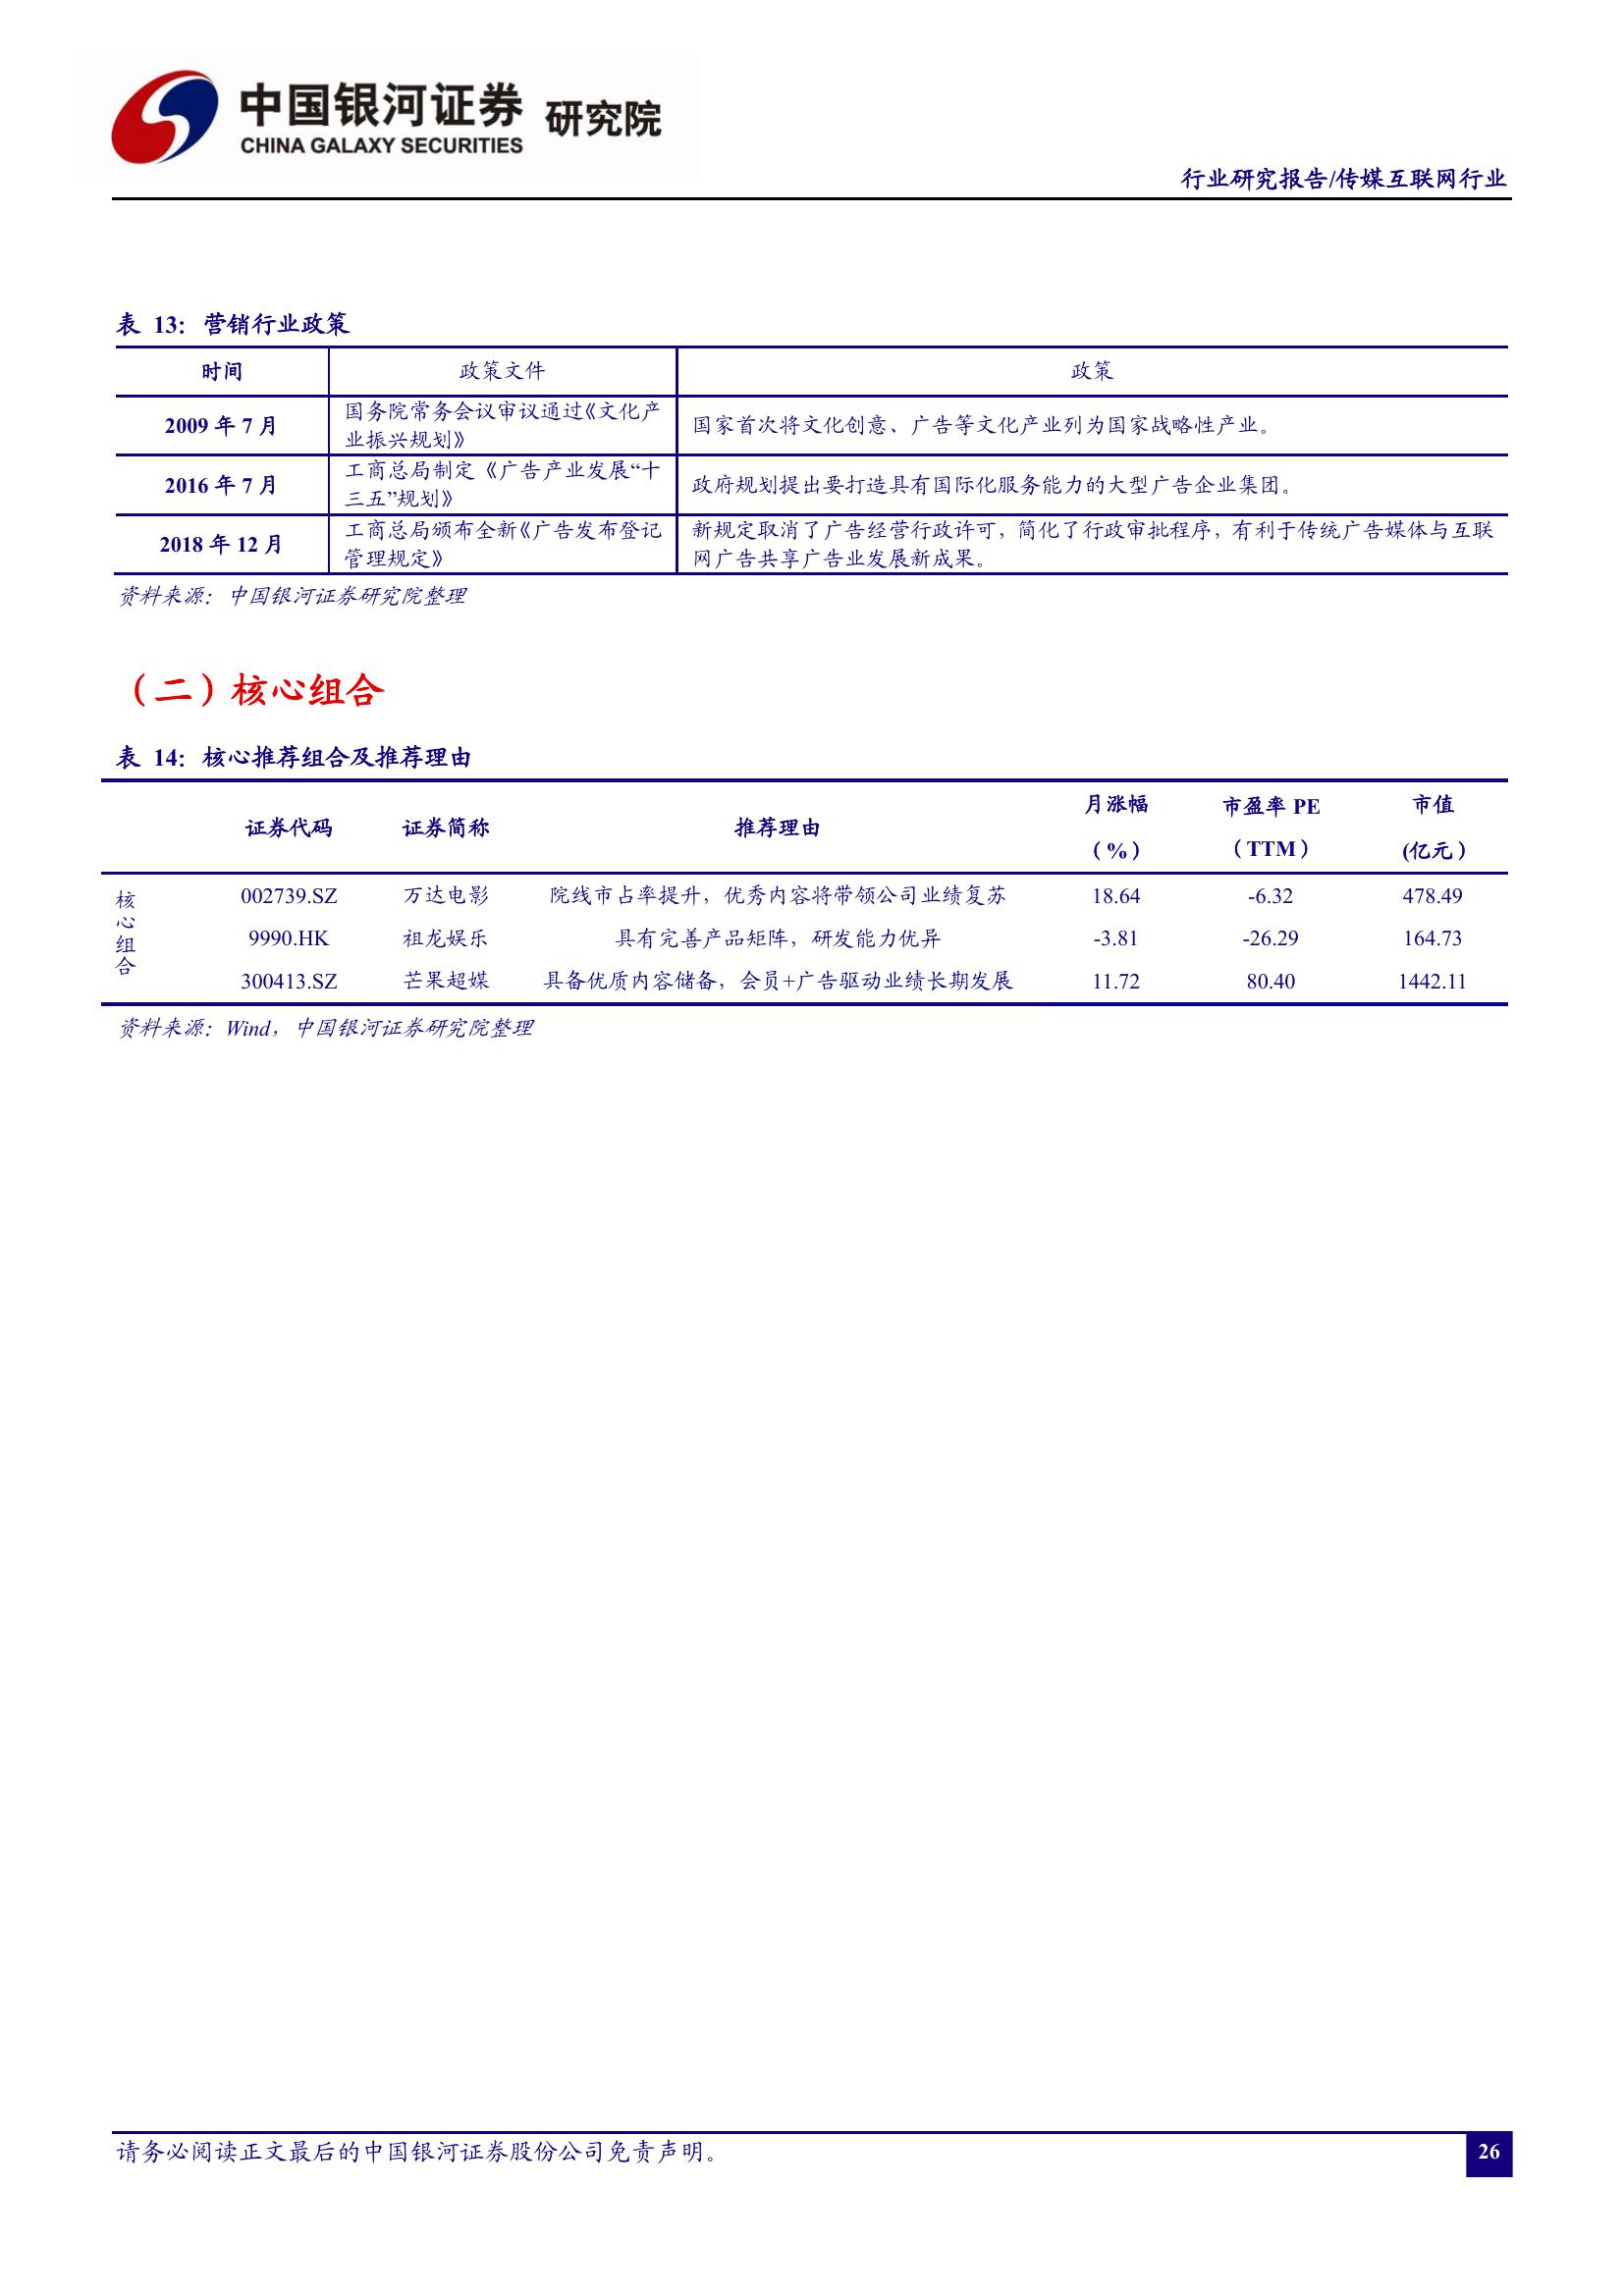 中国银河证券 研究院
CHINA GALAXY SECURITIES
行业研究报告/传媒互联网行业
表 13：营销行业政策
时间 政策文件 政策
2009 年 7 月 国务院常务会议审议通过《文化产业振兴规划》 国家首次将文化创意、广告等文化产业列为国家战略性产业。
2016 年 7 月 工商总局制定《广告产业发展“十三五”规划》 政府规划提出要打造具有国际化服务能力的大型广告企业集团。
2018 年 12 月 工商总局颁布全新《广告发布登记管理规定》 新规定取消了广告经营行政许可，简化了行政审批程序，有利于传统广告媒体与互联网广告共享广告业发展新成果。
资料来源：中国银河证券研究院整理
（二）核心组合
表 14：核心推荐组合及推荐理由
证券代码 证券简称 推荐理由 月涨幅（%） 市盈率 PE（TTM） 市值(亿元）
核心组合
002739.SZ 万达电影 院线市占率提升，优秀内容将带领公司业绩复苏 18.64 -6.32 478.49
9990.HK 祖龙娱乐 具有完善产品矩阵，研发能力优异 -3.81 -26.29 164.73
300413.SZ 芒果超媒 具备优质内容储备，会员+广告驱动业绩长期发展 11.72 80.40 1442.11
资料来源：Wind，中国银河证券研究院整理
请务必阅读正文最后的中国银河证券股份公司免责声明。
26